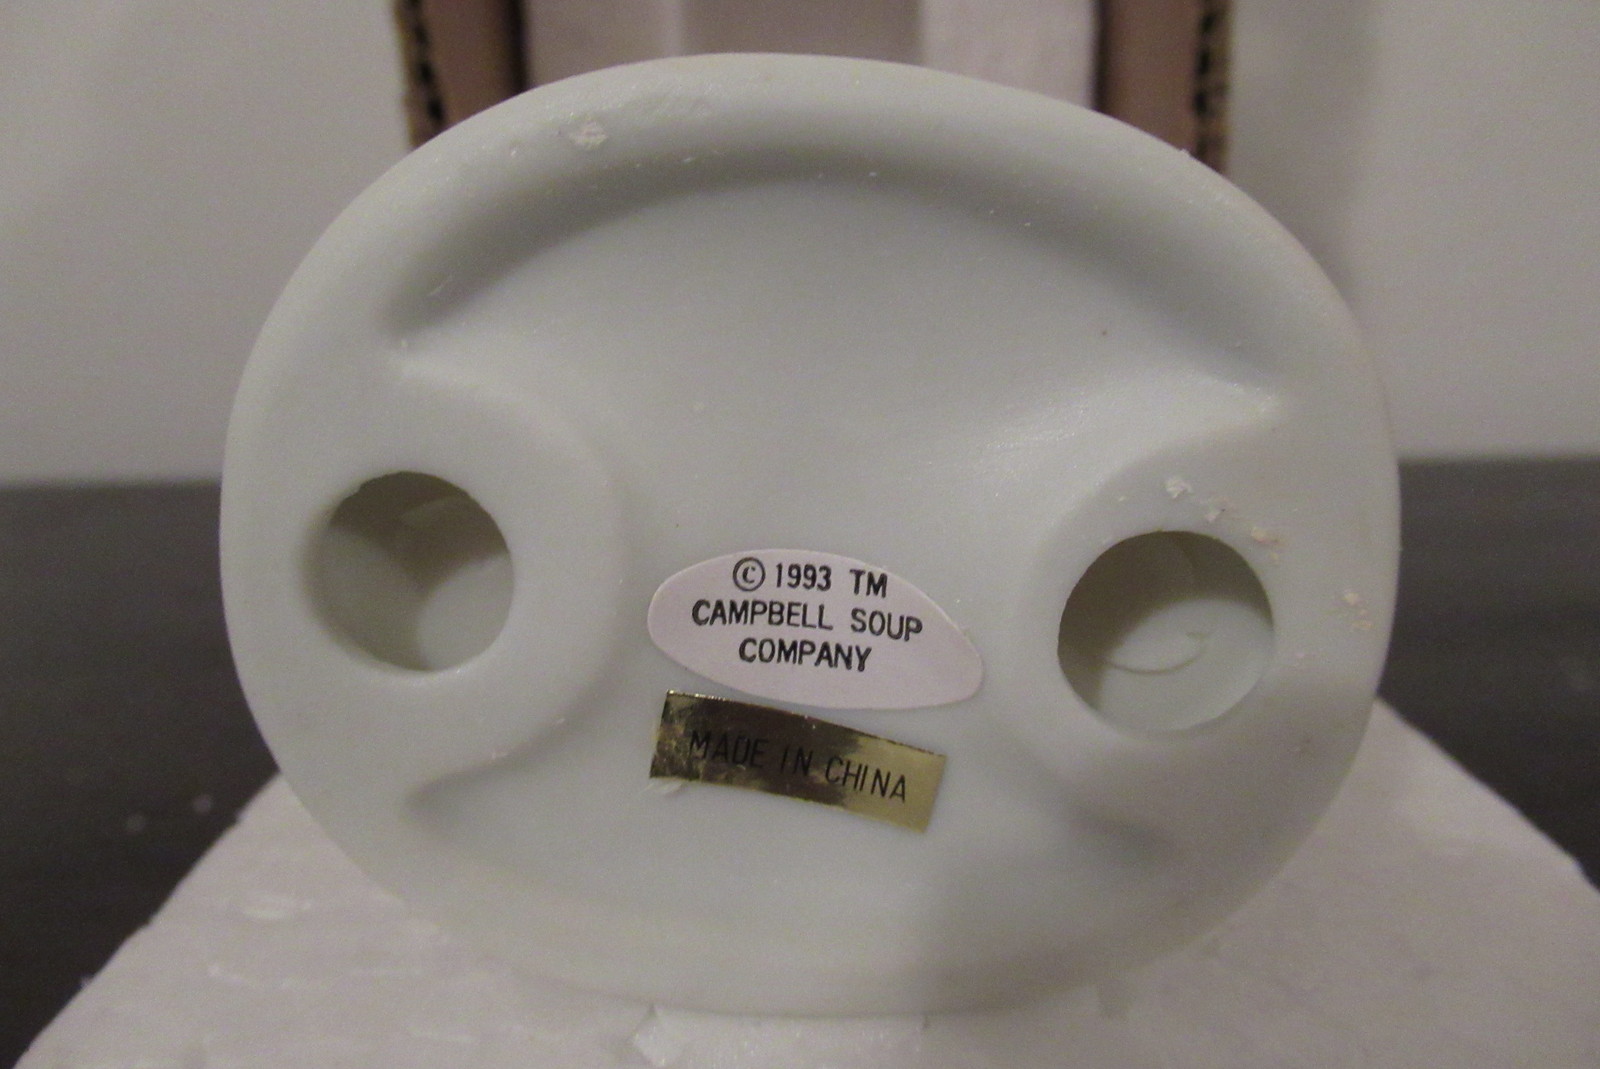 © 1993 TM
CAMPBELL SOUP
COMPANY
MADE IN CHINA